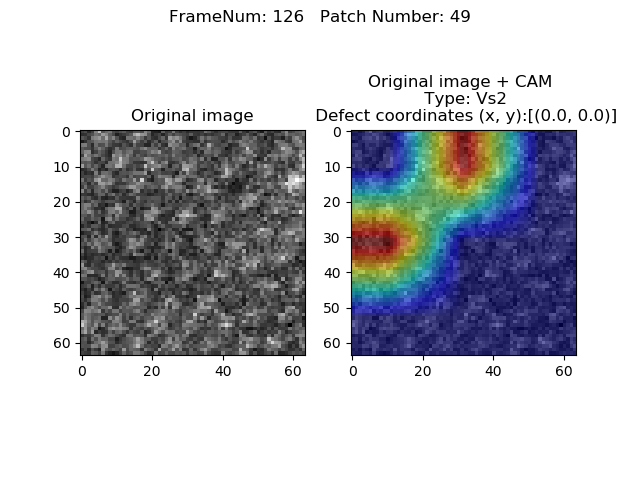 FrameNum: 126   Patch Number: 49
Original image
Original image + CAM
Type: Vs2
Defect coordinates (x, y):[(0.0, 0.0)]
0
10
20
30
40
50
60
0 20 40 60
0
10
20
30
40
50
60
0 20 40 60